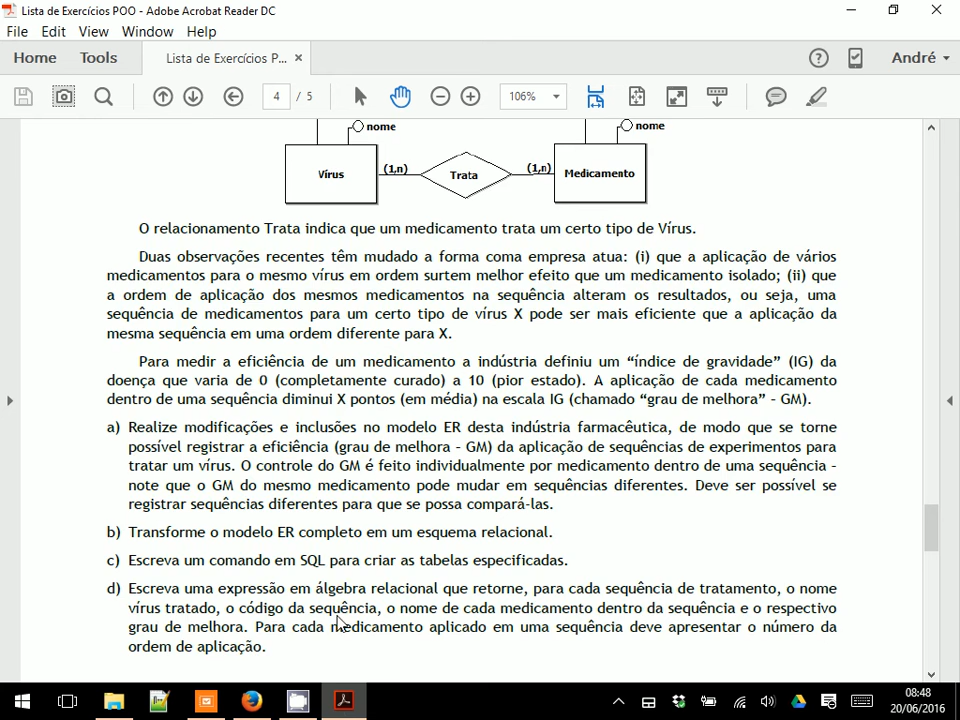 Lista de Exercícios POO - Adobe Acrobat Reader DC
File Edit View Window Help
Home Tools Lista de Exercícios P... × André
4 / 5 106%
nome nome
Vírus (1,n) Trata (1,n) Medicamento
O relacionamento Trata indica que um medicamento trata um certo tipo de Vírus.
Duas observações recentes têm mudado a forma coma empresa atua: (i) que a aplicação de vários
medicamentos para o mesmo vírus em ordem surtem melhor efeito que um medicamento isolado; (ii) que
a ordem de aplicação dos mesmos medicamentos na sequência alteram os resultados, ou seja, uma
sequência de medicamentos para um certo tipo de vírus X pode ser mais eficiente que a aplicação da
mesma sequência em uma ordem diferente para X.
Para medir a eficiência de um medicamento a indústria definiu um “índice de gravidade” (IG) da
doença que varia de 0 (completamente curado) a 10 (pior estado). A aplicação de cada medicamento
dentro de uma sequência diminui X pontos (em média) na escala IG (chamado “grau de melhora” – GM).
a) Realize modificações e inclusões no modelo ER desta indústria farmacêutica, de modo que se torne
possível registrar a eficiência (grau de melhora – GM) da aplicação de sequências de experimentos para
tratar um vírus. O controle do GM é feito individualmente por medicamento dentro de uma sequência –
note que o GM do mesmo medicamento pode mudar em sequências diferentes. Deve ser possível se
registrar sequências diferentes para que se possa compará-las.
b) Transforme o modelo ER completo em um esquema relacional.
c) Escreva um comando em SQL para criar as tabelas especificadas.
d) Escreva uma expressão em álgebra relacional que retorne, para cada sequência de tratamento, o nome
vírus tratado, o código da sequência, o nome de cada medicamento dentro da sequência e o respectivo
grau de melhora. Para cada medicamento aplicado em uma sequência deve apresentar o número da
ordem de aplicação.
08:48
20/06/2016